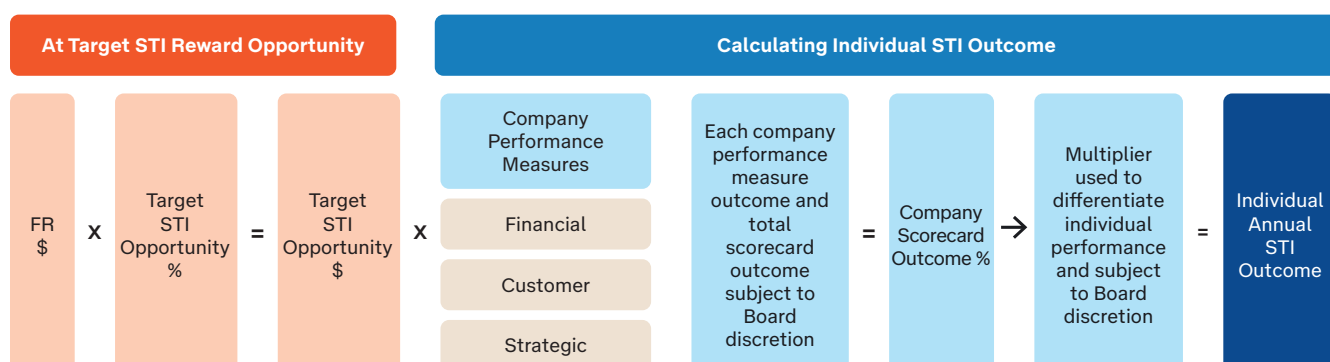 At Target STI Reward Opportunity
Calculating Individual STI Outcome
FR
$
x
Target
STI
Opportunity
%
=
Target
STI
Opportunity
$
x
Company
Performance
Measures
Financial
Customer
Strategic
Each company
performance
measure
outcome and
total
scorecard
outcome
subject to
Board
discretion
=
Company
Scorecard
Outcome %
→
Multiplier
used to
differentiate
individual
performance
and subject
to Board
discretion
=
Individual
Annual
STI
Outcome